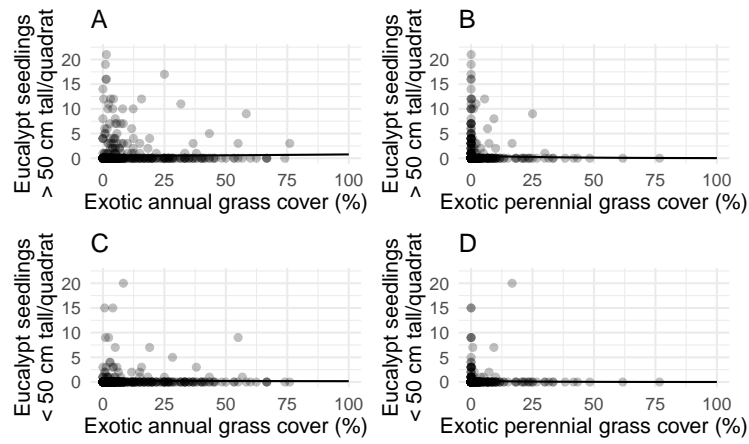 A
Eucalypt seedlings
> 50 cm tall/quadrat
20
15
10
5
0
0 25 50 75 100
Exotic annual grass cover (%)
B
Eucalypt seedlings
> 50 cm tall/quadrat
20
15
10
5
0
0 25 50 75 100
Exotic perennial grass cover (%)
C
Eucalypt seedlings
< 50 cm tall/quadrat
20
15
10
5
0
0 25 50 75 100
Exotic annual grass cover (%)
D
Eucalypt seedlings
< 50 cm tall/quadrat
20
15
10
5
0
0 25 50 75 100
Exotic perennial grass cover (%)